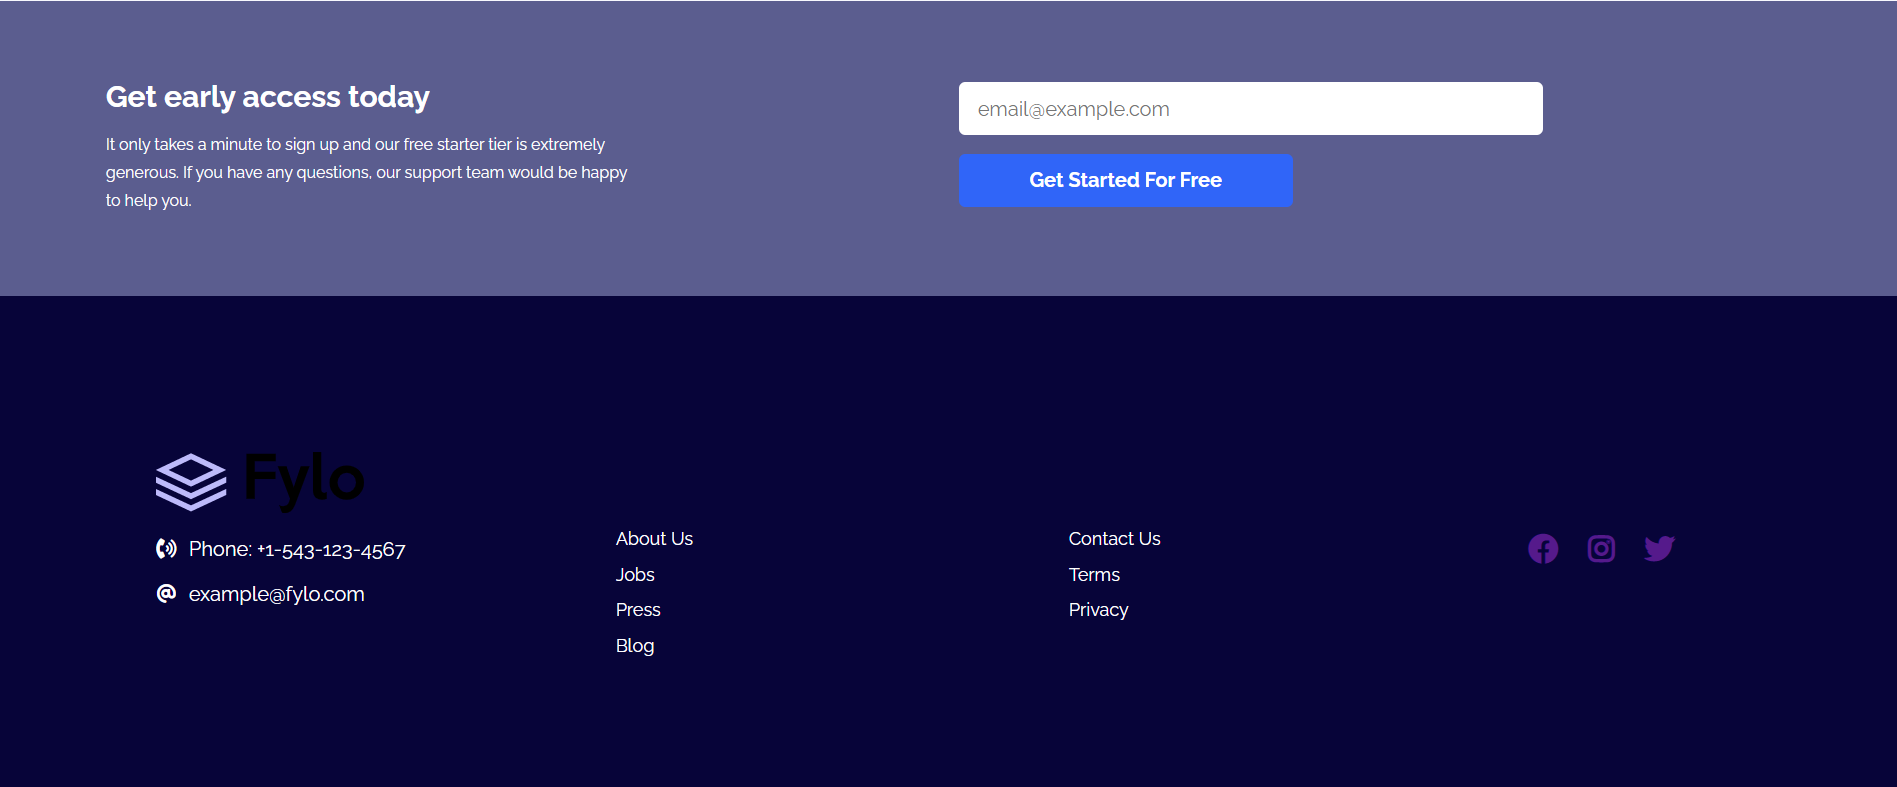 Get early access today
It only takes a minute to sign up and our free starter tier is extremely
generous. If you have any questions, our support team would be happy
to help you.
email@example.com
Get Started For Free
Fylo
Phone: +1-543-123-4567
example@fylo.com
About Us
Jobs
Press
Blog
Contact Us
Terms
Privacy